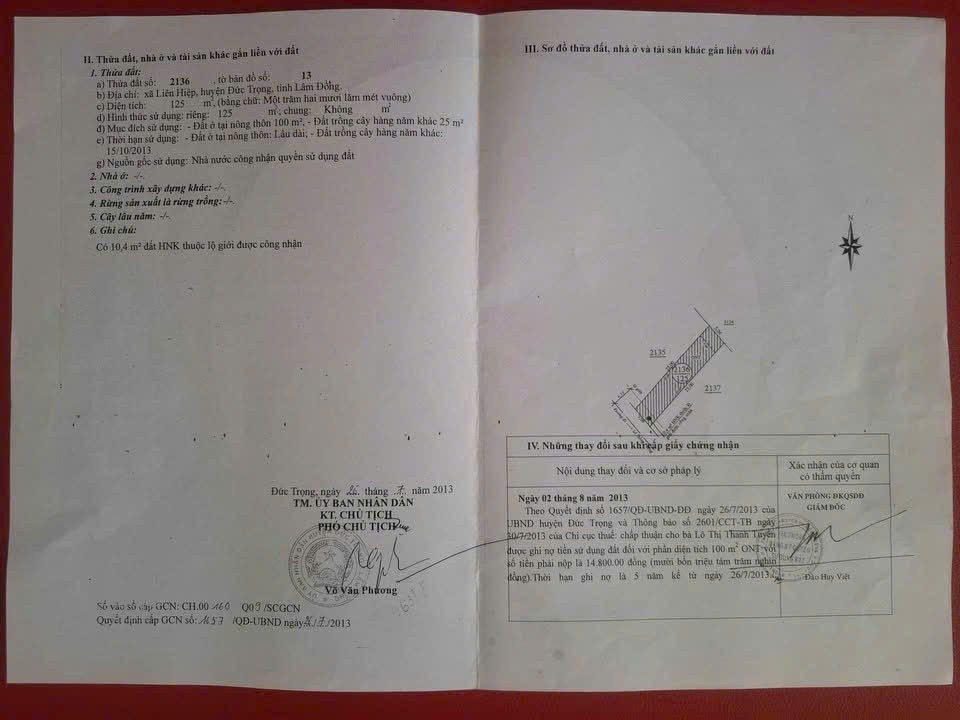 II. Thửa đất, nhà ở và tài sản khác gắn liền với đất
1. Thửa đất:
a) Thửa đất số: 2136 , tờ bản đồ số: 13
b) Địa chỉ: xã Liên Hiệp, huyện Đức Trọng, tỉnh Lâm Đồng.
c) Diện tích: 125 m², (bằng chữ: Một trăm hai mươi lăm mét vuông)
d) Hình thức sử dụng: riêng: 125 m²; chung: Không m²
đ) Mục đích sử dụng: - Đất ở tại nông thôn 100 m², - Đất trồng cây hàng năm khác 25 m²
e) Thời hạn sử dụng: - Đất ở tại nông thôn: Lâu dài; - Đất trồng cây hàng năm khác:
15/10/2013
g) Nguồn gốc sử dụng: Nhà nước công nhận quyền sử dụng đất
2. Nhà ở: -/-.
3. Công trình xây dựng khác: -/-.
4. Rừng sản xuất là rừng trồng: -/-.
5. Cây lâu năm: -/-
6. Ghi chú:
Có 10,4 m² đất HNK thuộc lộ giới được công nhận
Đức Trọng, ngày 26 tháng 7 năm 2013
TM. ỦY BAN NHÂN DÂN
KT. CHỦ TỊCH
PHÓ CHỦ TỊCH
Võ Văn Phương
Số vào sổ cấp GCN: CH.00 160 Q09 /SCGCN
Quyết định cấp GCN số: 1657 /QĐ-UBND ngày 26/7/2013
III. Sơ đồ thửa đất, nhà ở và tài sản khác gắn liền với đất
N
2135
2136
125
2137
IV. Những thay đổi sau khi cấp giấy chứng nhận
Nội dung thay đổi và cơ sở pháp lý
Xác nhận của cơ quan
có thẩm quyền
Ngày 02 tháng 8 năm 2013
Theo Quyết định số 1657/QĐ-UBND-ĐĐ ngày 26/7/2013 của
UBND huyện Đức Trọng và Thông báo số 2601/CCT-TB ngày
30/7/2013 của Chi cục thuế: chấp thuận cho bà Lô Thị Thanh Tuyền
được ghi nợ tiền sử dụng đất đối với phần diện tích 100 m² ONT với
số tiền phải nộp là 14.800.00 đồng (mười bốn triệu tám trăm nghìn
đồng).Thời hạn ghi nợ là 5 năm kể từ ngày 26/7/2013./.
VĂN PHÒNG ĐKQSDĐ
GIÁM ĐỐC
Đào Huy Việt